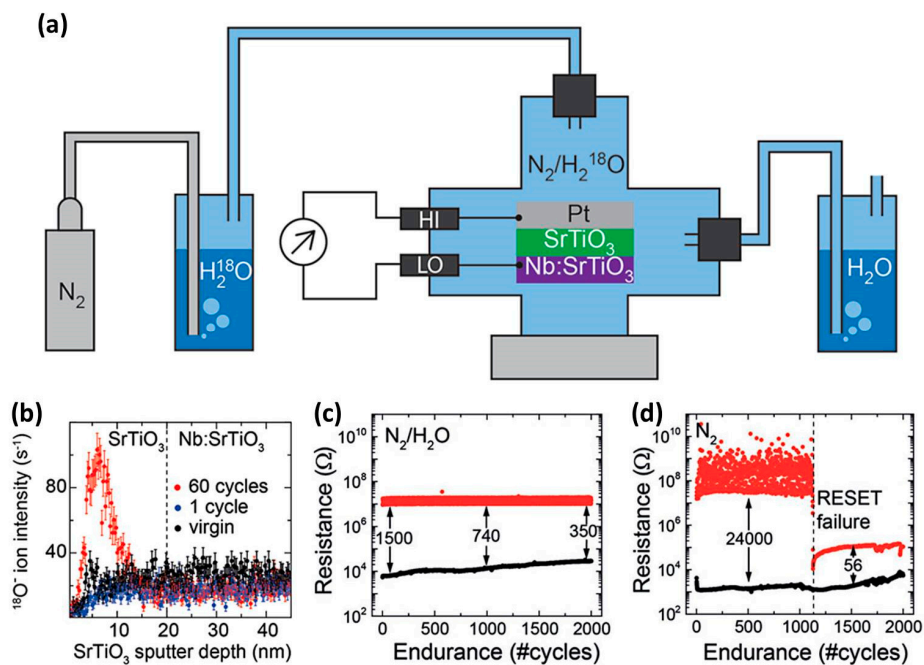 (a)
N₂
H₂¹⁸O
HI
LO
N₂/H₂¹⁸O
Pt
SrTiO₃
Nb:SrTiO₃
H₂O
(b)
¹⁸O⁻ ion intensity (s⁻¹)
80
40
SrTiO₃
Nb:SrTiO₃
60 cycles
1 cycle
virgin
10 20 30 40
SrTiO₃ sputter depth (nm)
(c)
N₂/H₂O
Resistance (Ω)
10¹⁰
10⁸
10⁶
10⁴
10²
1500
740
350
0 500 1000 1500 2000
Endurance (#cycles)
(d)
N₂
Resistance (Ω)
10¹⁰
10⁸
10⁶
10⁴
10²
24000
RESET
failure
56
0 500 1000 1500 2000
Endurance (#cycles)